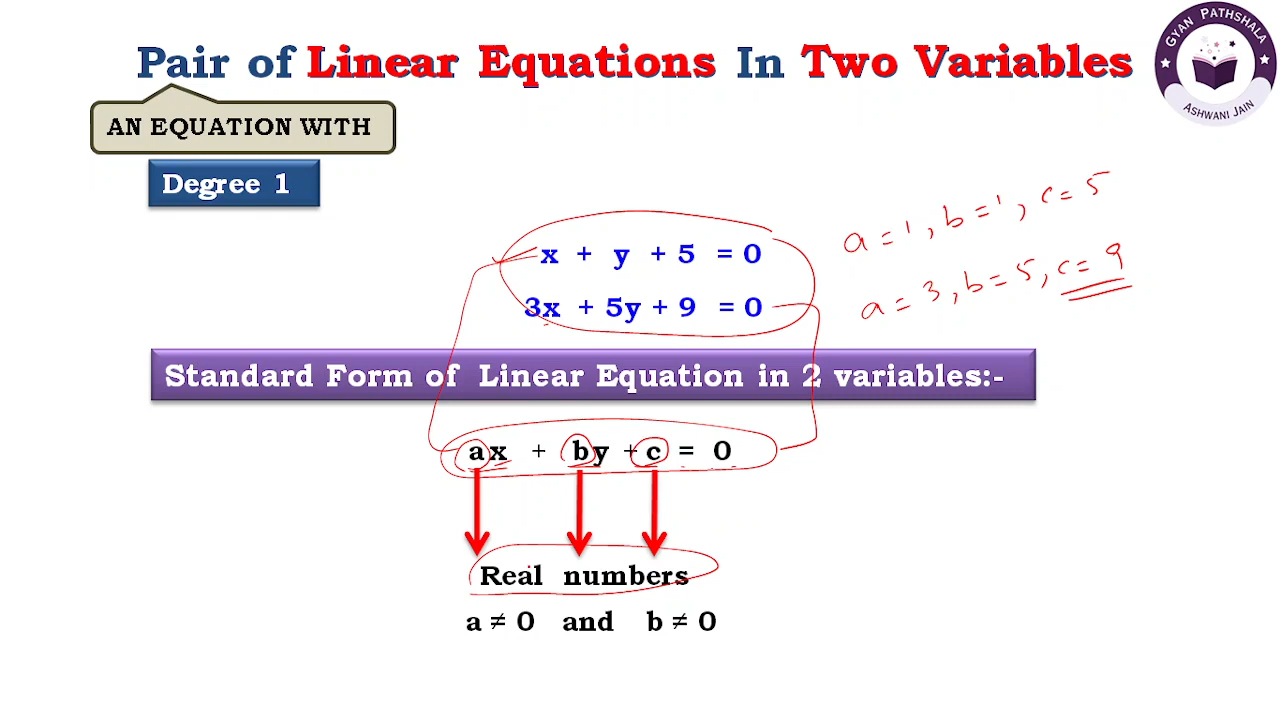 Pair of Linear Equations In Two Variables
GYAN PATHSHALA
ASHWANI JAIN
AN EQUATION WITH
Degree 1
x + y + 5 = 0
a = 1, b = 1, c = 5
3x + 5y + 9 = 0
a = 3, b = 5, c = 9
Standard Form of Linear Equation in 2 variables:-
ax + by + c = 0
Real numbers
a ≠ 0 and b ≠ 0